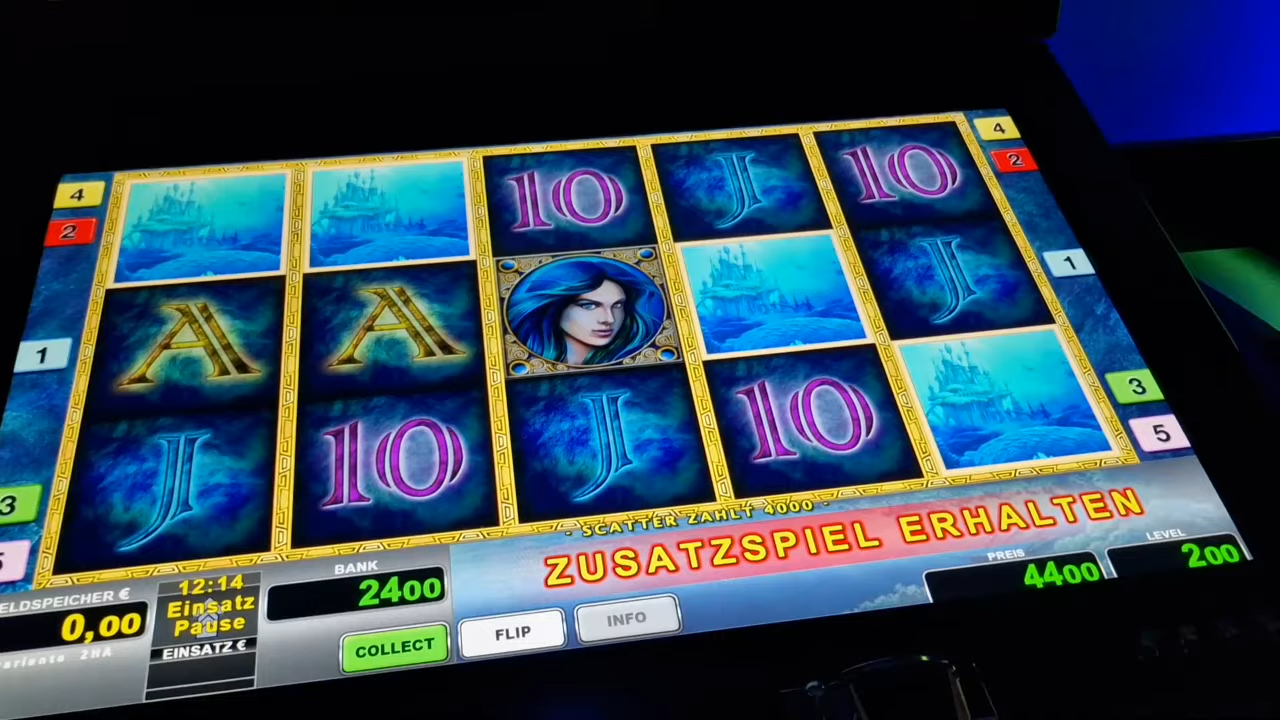 4
4
2
10
J
10
2
1
A
A
J
1
J
10
J
10
3
3
5
- SCATTER ZAHLT 4000 -
ZUSATZSPIEL ERHALTEN
5
ELDSPEICHER €
0,00
12:14
Einsatz
Pause
EINSATZ €
BANK
2400
COLLECT
FLIP
INFO
PREIS
4400
LEVEL
200